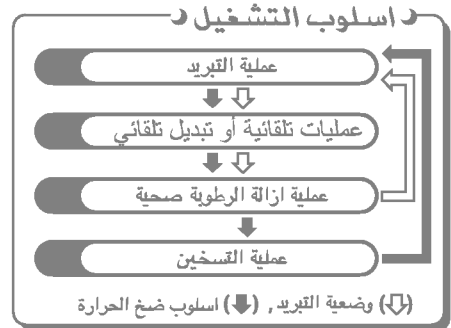 اسلوب التشغيل
عملية التبريد
عمليات تلقائية أو تبديل تلقائي
عملية ازالة الرطوبة صحية
عملية التسخين
(⇩) وضعية التبريد , (⬇) اسلوب ضخ الحرارة